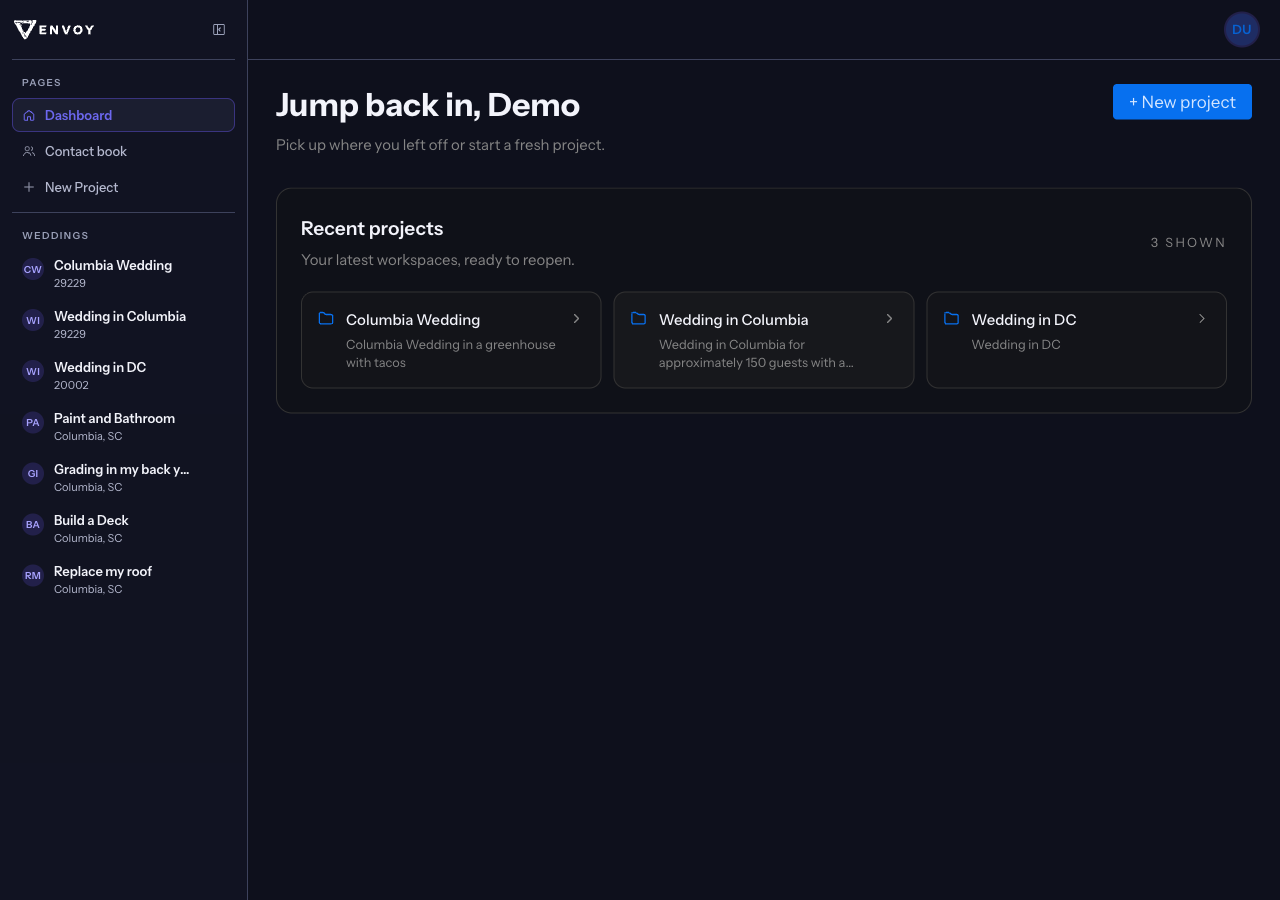 ENVOY
DU
PAGES
Dashboard
Contact book
New Project
WEDDINGS
CW
Columbia Wedding
29229
WI
Wedding in Columbia
29229
WI
Wedding in DC
20002
PA
Paint and Bathroom
Columbia, SC
GI
Grading in my back y...
Columbia, SC
BA
Build a Deck
Columbia, SC
RM
Replace my roof
Columbia, SC
Jump back in, Demo
+ New project
Pick up where you left off or start a fresh project.
Recent projects
3 SHOWN
Your latest workspaces, ready to reopen.
Columbia Wedding
Columbia Wedding in a greenhouse
with tacos
Wedding in Columbia
Wedding in Columbia for
approximately 150 guests with a...
Wedding in DC
Wedding in DC